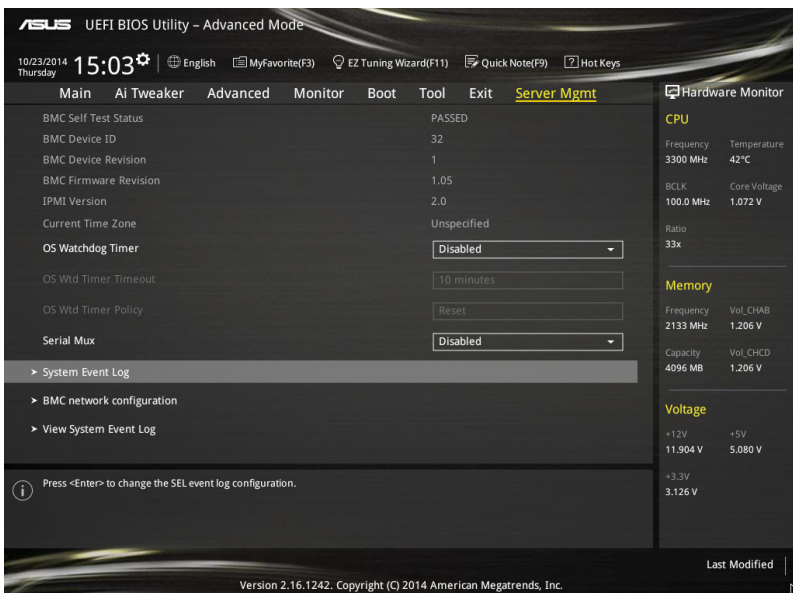 ASUS UEFI BIOS Utility – Advanced Mode
10/23/2014 Thursday 15:03 English MyFavorite(F3) EZ Tuning Wizard(F11) Quick Note(F9) ? Hot Keys
Main Ai Tweaker Advanced Monitor Boot Tool Exit Server Mgmt
BMC Self Test Status PASSED
BMC Device ID 32
BMC Device Revision 1
BMC Firmware Revision 1.05
IPMI Version 2.0
Current Time Zone Unspecified
OS Watchdog Timer Disabled
OS Wtd Timer Timeout 10 minutes
OS Wtd Timer Policy Reset
Serial Mux Disabled
> System Event Log
> BMC network configuration
> View System Event Log
i Press <Enter> to change the SEL event log configuration.
Hardware Monitor
CPU
Frequency Temperature
3300 MHz 42°C
BCLK Core Voltage
100.0 MHz 1.072 V
Ratio
33x
Memory
Frequency Vol_CHAB
2133 MHz 1.206 V
Capacity Vol_CHCD
4096 MB 1.206 V
Voltage
+12V +5V
11.904 V 5.080 V
+3.3V
3.126 V
Last Modified
Version 2.16.1242. Copyright (C) 2014 American Megatrends, Inc.